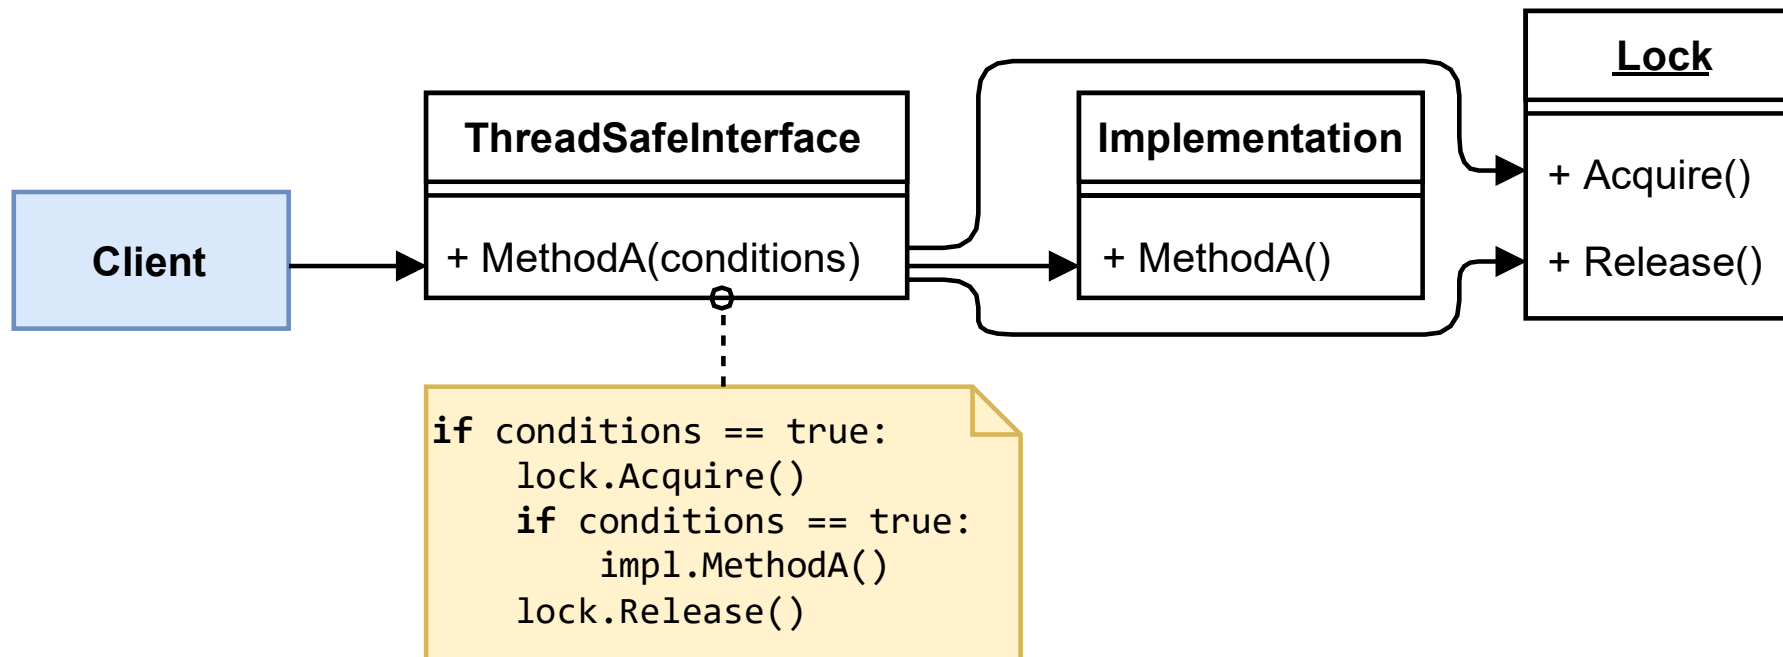 Client
ThreadSafeInterface
+ MethodA(conditions)
Implementation
+ MethodA()
Lock
+ Acquire()
+ Release()
if conditions == true:
    lock.Acquire()
    if conditions == true:
        impl.MethodA()
    lock.Release()